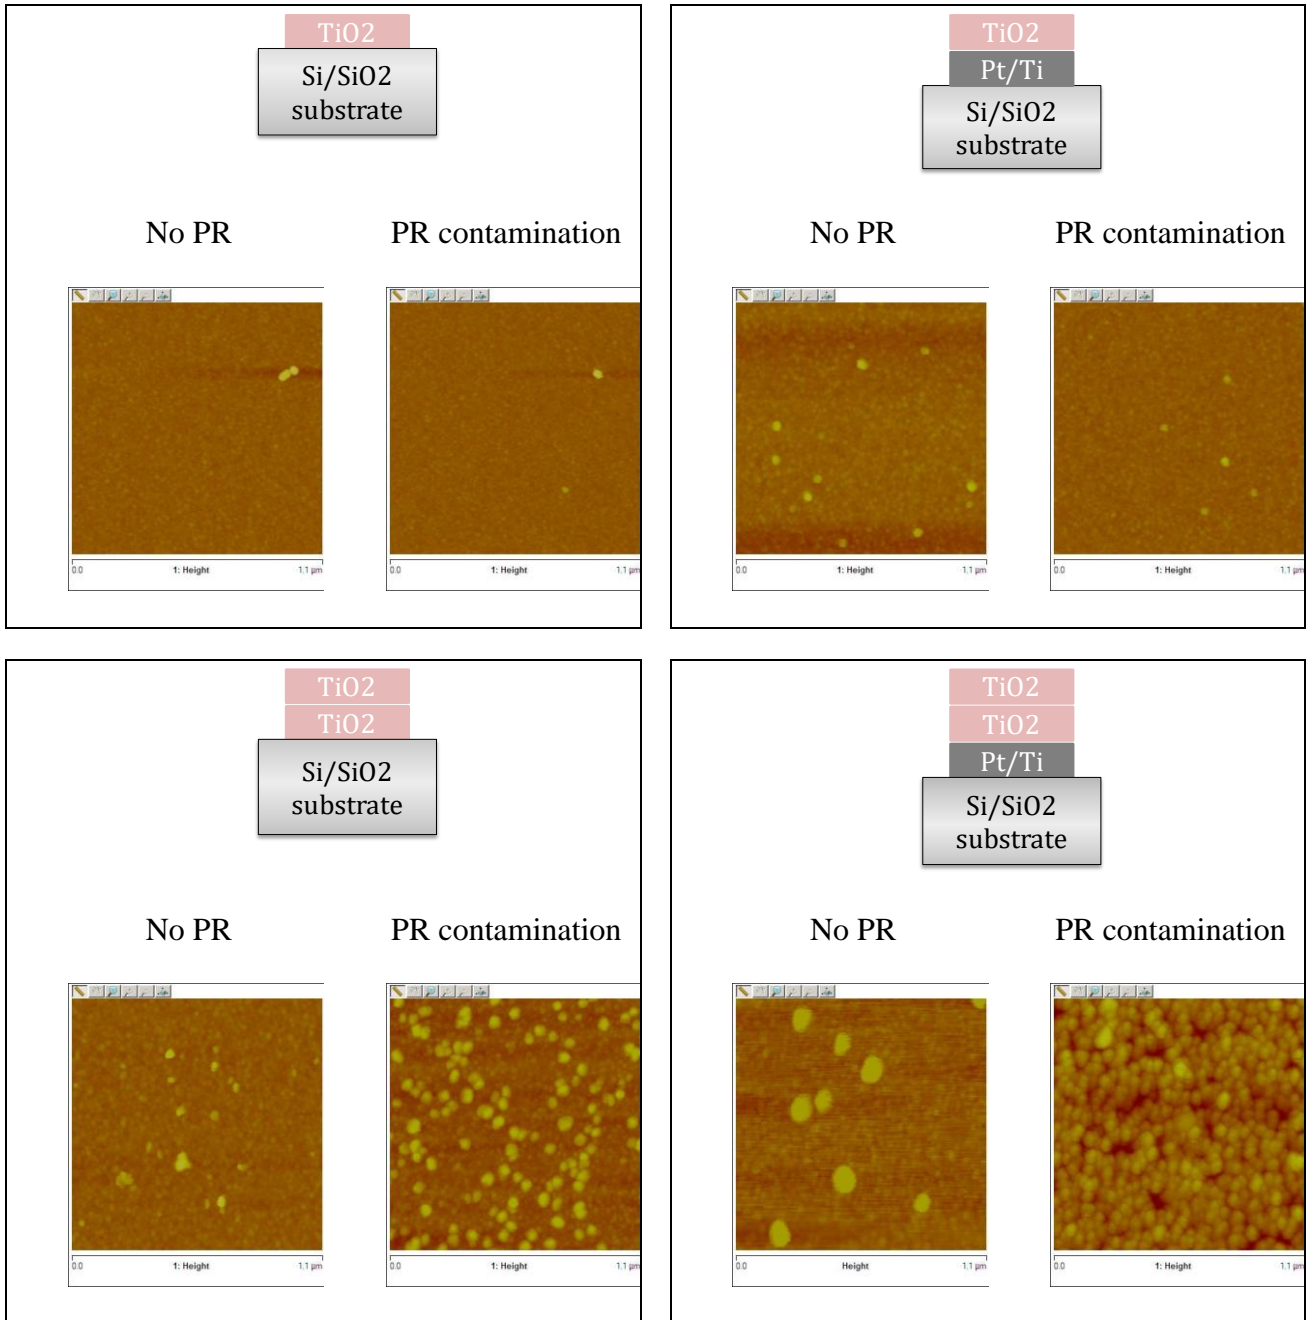 TiO2
Si/SiO2
substrate
No PR
PR contamination
0.0
1: Height
1.1 µm
0.0
1: Height
1.1 µm
TiO2
Pt/Ti
Si/SiO2
substrate
No PR
PR contamination
0.0
1: Height
1.1 µm
0.0
1: Height
1.1 µm
TiO2
TiO2
Si/SiO2
substrate
No PR
PR contamination
0.0
1: Height
1.1 µm
0.0
1: Height
1.1 µm
TiO2
TiO2
Pt/Ti
Si/SiO2
substrate
No PR
PR contamination
0.0
Height
1.1 µm
0.0
1: Height
1.1 µm